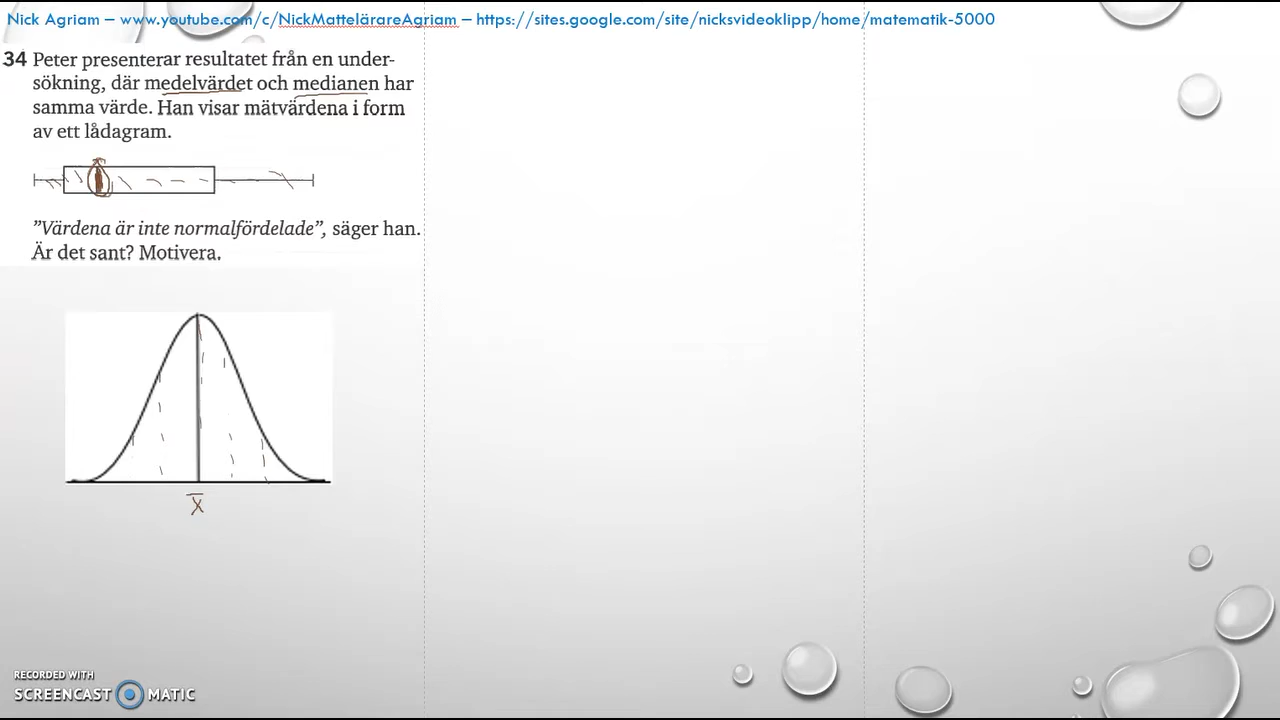 Nick Agriam – www.youtube.com/c/NickMattelärareAgriam – https://sites.google.com/site/nicksvideoklipp/home/matematik-5000
34 Peter presenterar resultatet från en under-
sökning, där medelvärdet och medianen har
samma värde. Han visar mätvärdena i form
av ett lådagram.
”Värdena är inte normalfördelade”, säger han.
Är det sant? Motivera.
x̅
RECORDED WITH
SCREENCAST MATIC